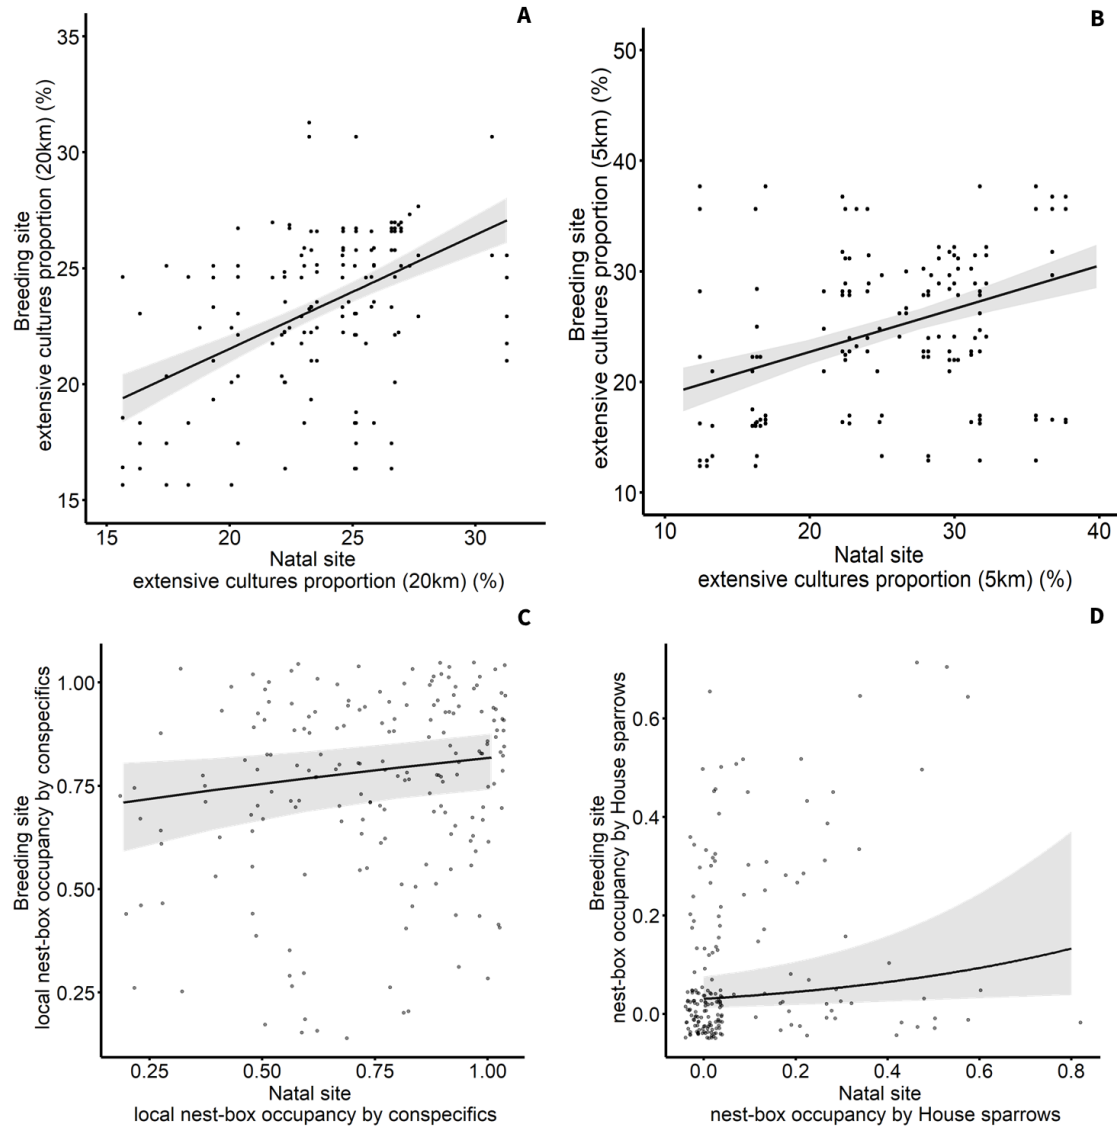 A
Breeding site
extensive cultures proportion (20km) (%)
35
30
25
20
15
15 20 25 30
Natal site
extensive cultures proportion (20km) (%)
B
Breeding site
extensive cultures proportion (5km) (%)
50
40
30
20
10
10 20 30 40
Natal site
extensive cultures proportion (5km) (%)
C
Breeding site
local nest-box occupancy by conspecifics
1.00
0.75
0.50
0.25
0.25 0.50 0.75 1.00
Natal site
local nest-box occupancy by conspecifics
D
Breeding site
nest-box occupancy by House sparrows
0.6
0.4
0.2
0.0
0.0 0.2 0.4 0.6 0.8
Natal site
nest-box occupancy by House sparrows